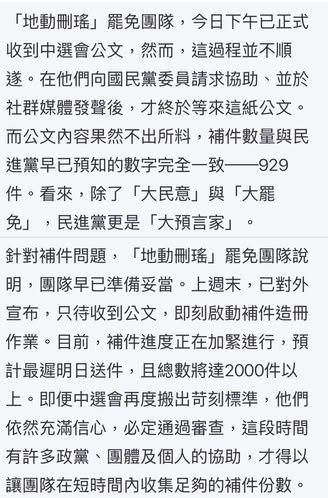 「地動刪瑤」罷免團隊，今日下午已正式
收到中選會公文，然而，這過程並不順
遂。在他們向國民黨委員請求協助、並於
社群媒體發聲後，才終於等來這紙公文。
而公文內容果然不出所料，補件數量與民
進黨早已預知的數字完全一致——929
件。看來，除了「大民意」與「大罷
免」，民進黨更是「大預言家」。
針對補件問題，「地動刪瑤」罷免團隊說
明，團隊早已準備妥當。上週末，已對外
宣布，只待收到公文，即刻啟動補件造冊
作業。目前，補件進度正在加緊進行，預
計最遲明日送件，且總數將達2000件以
上。即便中選會再度搬出苛刻標準，他們
依然充滿信心，必定通過審查，這段時間
有許多政黨、團體及個人的協助，才得以
讓團隊在短時間內收集足夠的補件份數。